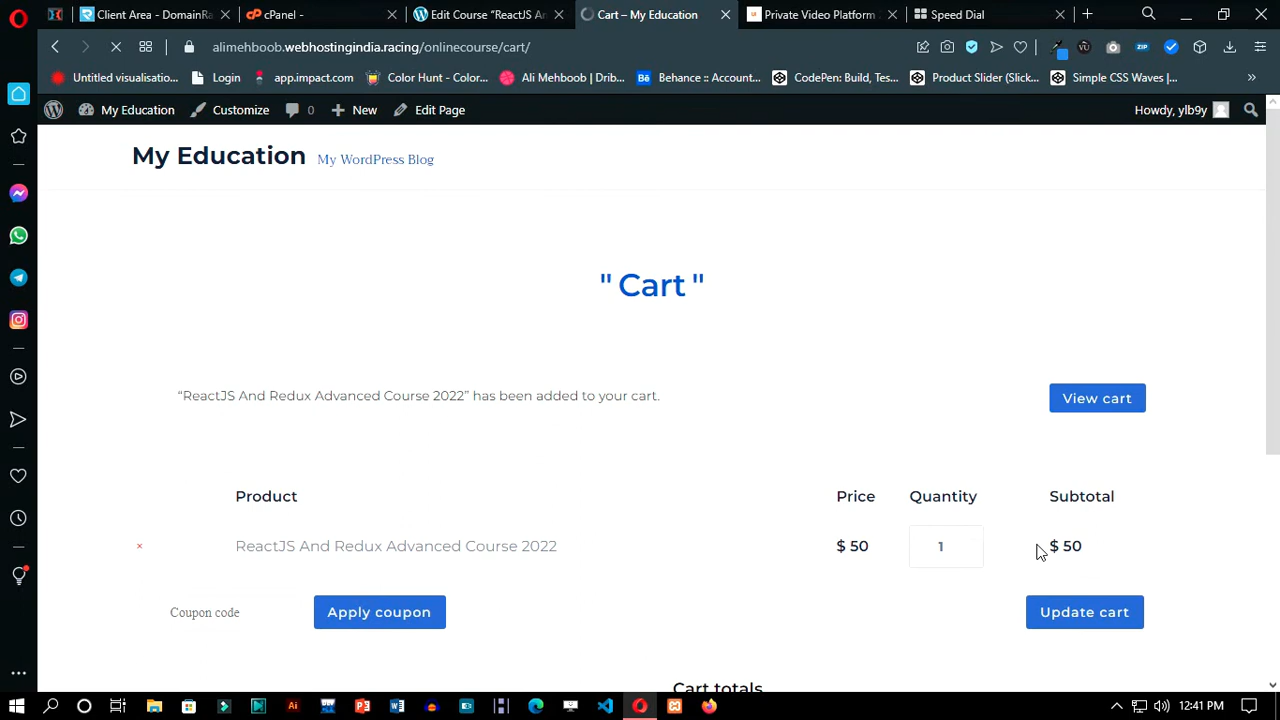 Client Area - DomainRa
cPanel -
Edit Course “ReactJS An
Cart – My Education
Private Video Platform
Speed Dial
alimehboob.webhostingindia.racing/onlinecourse/cart/
VU
ZIP
Untitled visualisatio...
Login
app.impact.com
Color Hunt - Color...
Ali Mehboob | Drib...
Bē
Behance :: Account...
CodePen: Build, Tes...
Product Slider (Slick...
Simple CSS Waves |...
»
My Education
Customize
0
New
Edit Page
Howdy, ylb9y
My Education My WordPress Blog
" Cart "
“ReactJS And Redux Advanced Course 2022” has been added to your cart.
View cart
Product Price Quantity Subtotal
× ReactJS And Redux Advanced Course 2022 $ 50 1 $ 50
Coupon code
Apply coupon
Update cart
Cart totals
12:41 PM